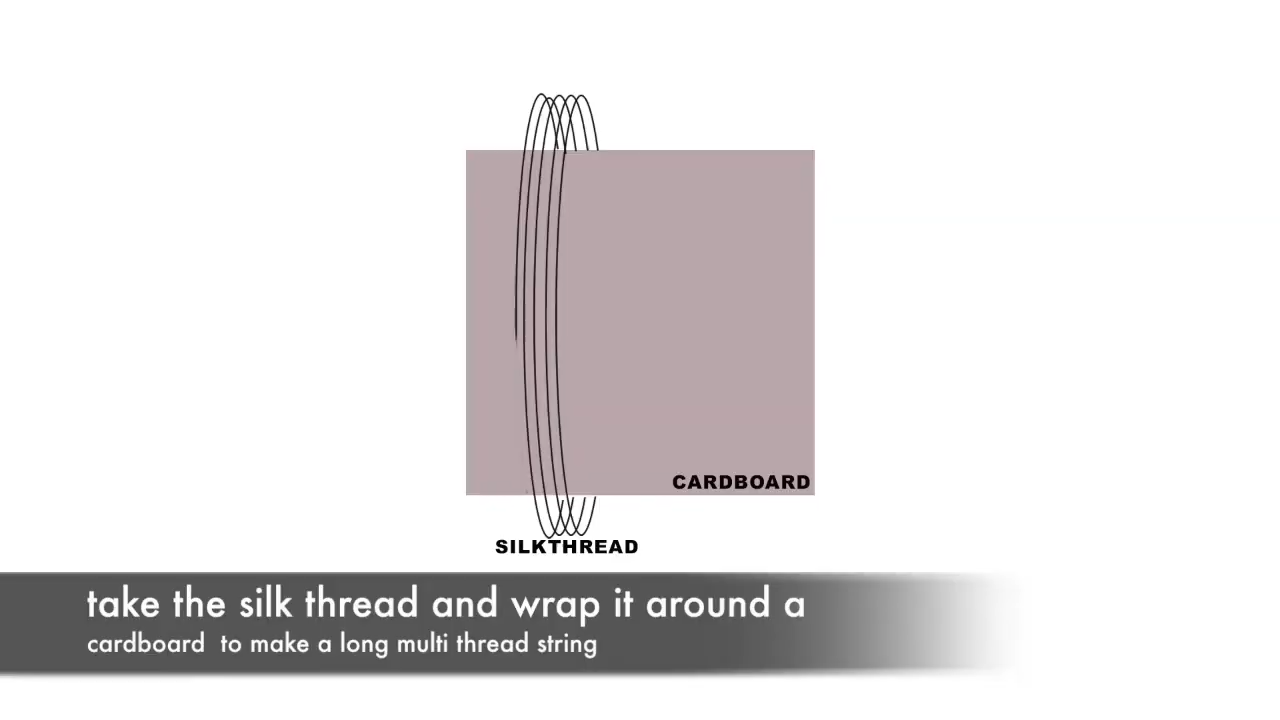 CARDBOARD
SILKTHREAD
take the silk thread and wrap it around a
cardboard  to make a long multi thread string